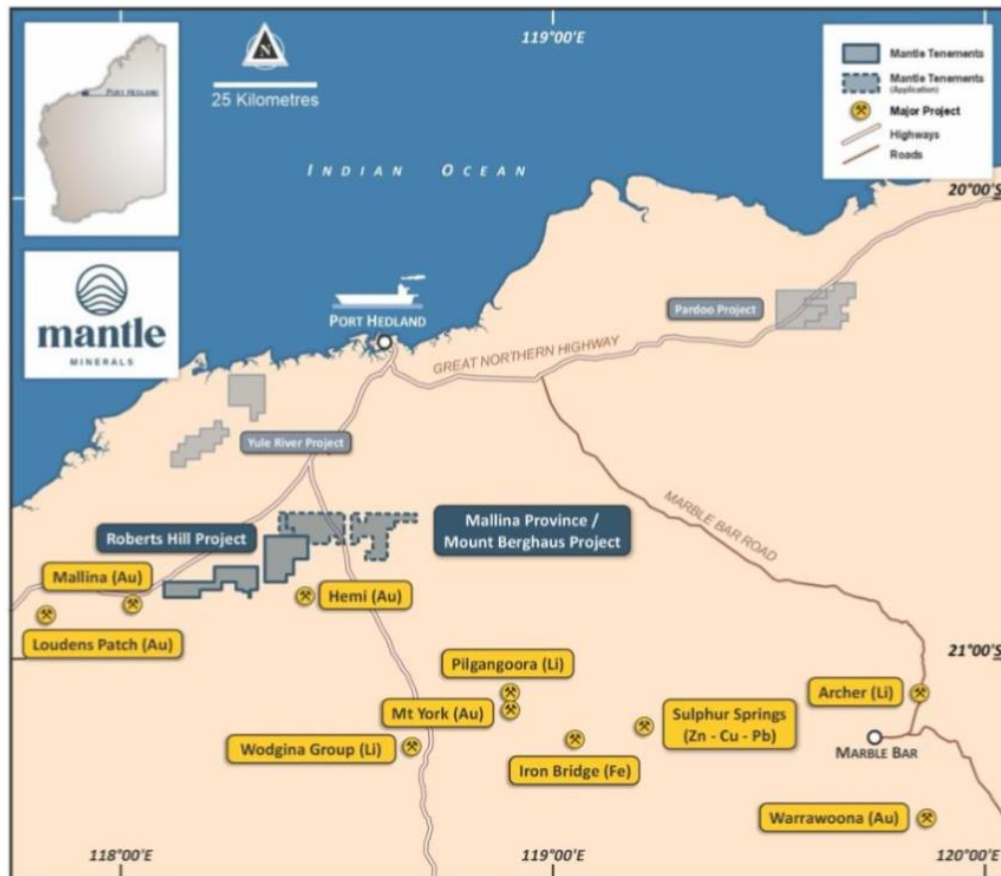 119°00'E
N
25 Kilometres
PORT HEDLAND
Mantle Tenements
Mantle Tenements
(Application)
Major Project
Highways
Roads
INDIAN OCEAN
20°00'S
mantle
MINERALS
PORT HEDLAND
Pardoo Project
GREAT NORTHERN HIGHWAY
Yule River Project
MARBLE BAR ROAD
Roberts Hill Project
Mallina Province /
Mount Berghaus Project
Mallina (Au)
Hemi (Au)
Loudens Patch (Au)
21°00'S
Pilgangoora (Li)
Archer (Li)
Mt York (Au)
Sulphur Springs
(Zn - Cu - Pb)
Wodgina Group (Li)
Iron Bridge (Fe)
MARBLE BAR
Warrawoona (Au)
118°00'E
119°00'E
120°00'E